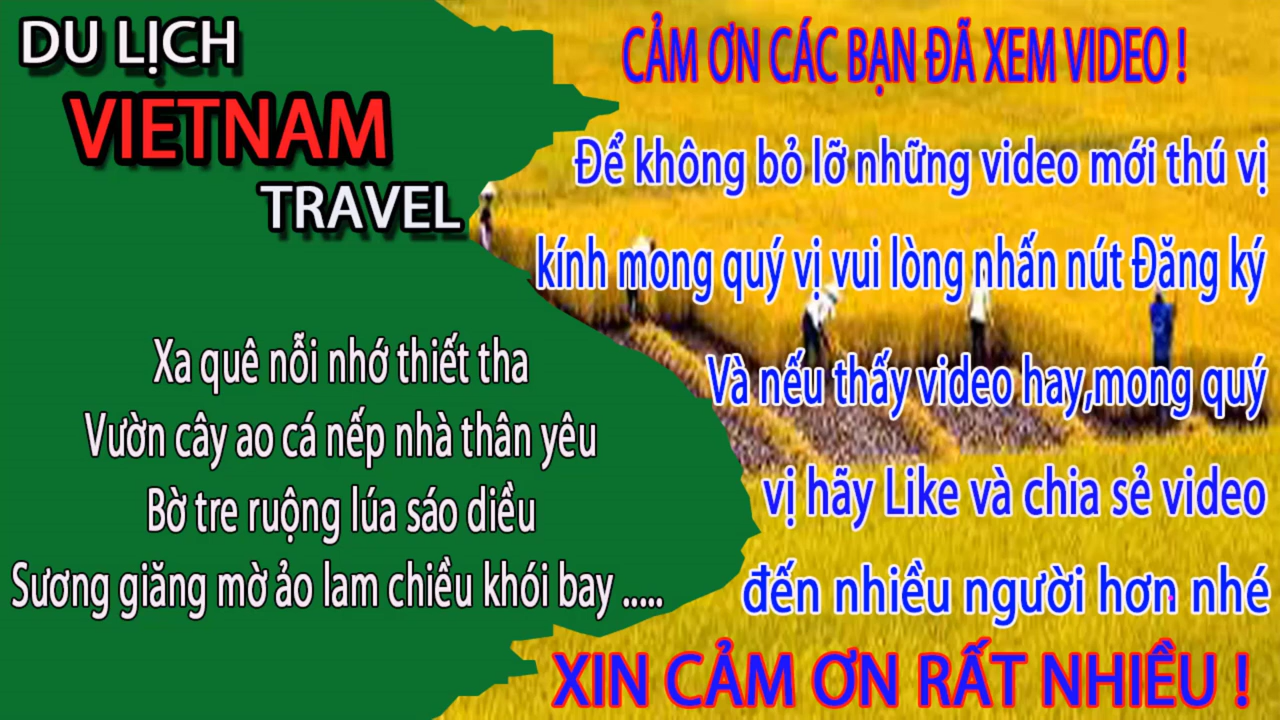 DU LỊCH
VIETNAM
TRAVEL
Xa quê nỗi nhớ thiết tha
Vườn cây ao cá nếp nhà thân yêu
Bờ tre ruộng lúa sáo diều
Sương giăng mờ ảo lam chiều khói bay .....
CẢM ƠN CÁC BẠN ĐÃ XEM VIDEO !
Để không bỏ lỡ những video mới thú vị
kính mong quý vị vui lòng nhấn nút Đăng ký
Và nếu thấy video hay,mong quý
vị hãy Like và chia sẻ video
đến nhiều người hơn nhé
XIN CẢM ƠN RẤT NHIỀU !